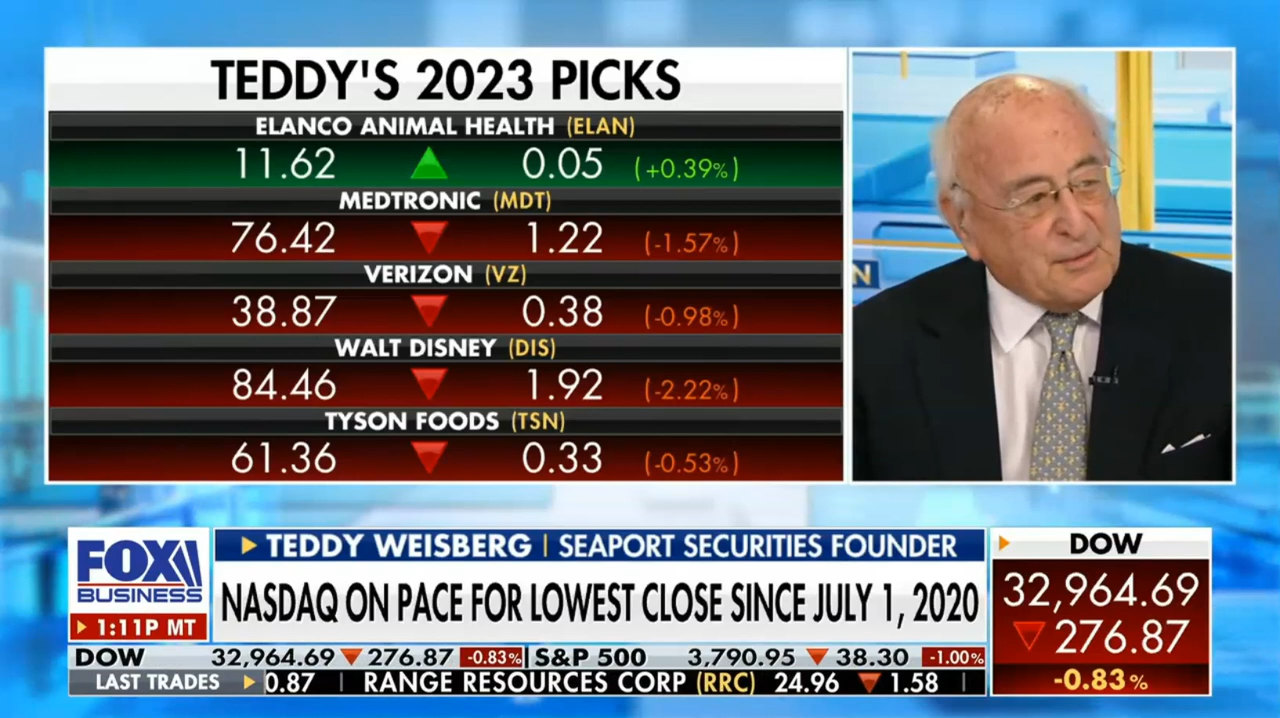 TEDDY'S 2023 PICKS
ELANCO ANIMAL HEALTH (ELAN)
11.62 ▲ 0.05 (+0.39%)
MEDTRONIC (MDT)
76.42 ▼ 1.22 (-1.57%)
VERIZON (VZ)
38.87 ▼ 0.38 (-0.98%)
WALT DISNEY (DIS)
84.46 ▼ 1.92 (-2.22%)
TYSON FOODS (TSN)
61.36 ▼ 0.33 (-0.53%)
N
FOX
BUSINESS
1:11P MT
TEDDY WEISBERG | SEAPORT SECURITIES FOUNDER
NASDAQ ON PACE FOR LOWEST CLOSE SINCE JULY 1, 2020
DOW 32,964.69 ▼ 276.87 -0.83% | S&P 500 3,790.95 ▼ 38.30 -1.00%
LAST TRADES 0.87 | RANGE RESOURCES CORP (RRC) 24.96 ▼ 1.58 |
DOW
32,964.69
▼ 276.87
-0.83%